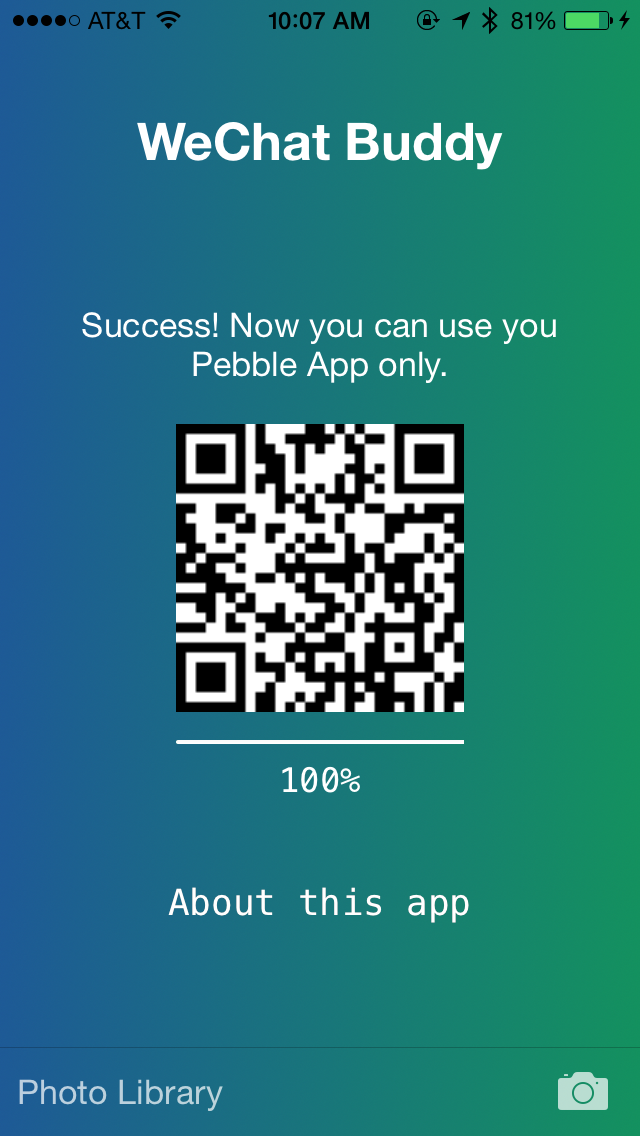 AT&T 10:07 AM 81%
WeChat Buddy
Success! Now you can use you
Pebble App only.
100%
About this app
Photo Library